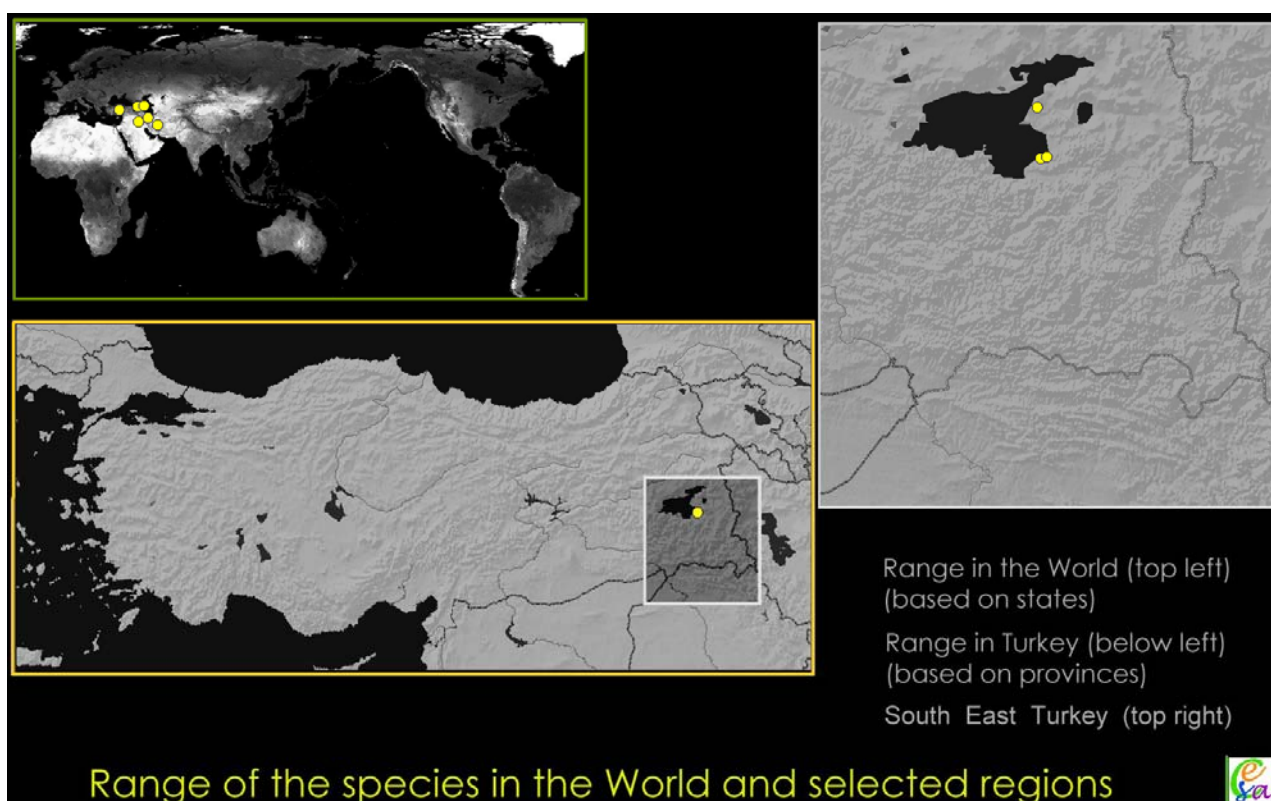 Range in the World (top left)
(based on states)
Range in Turkey (below left)
(based on provinces)
South East Turkey (top right)
Range of the species in the World and selected regions
esa